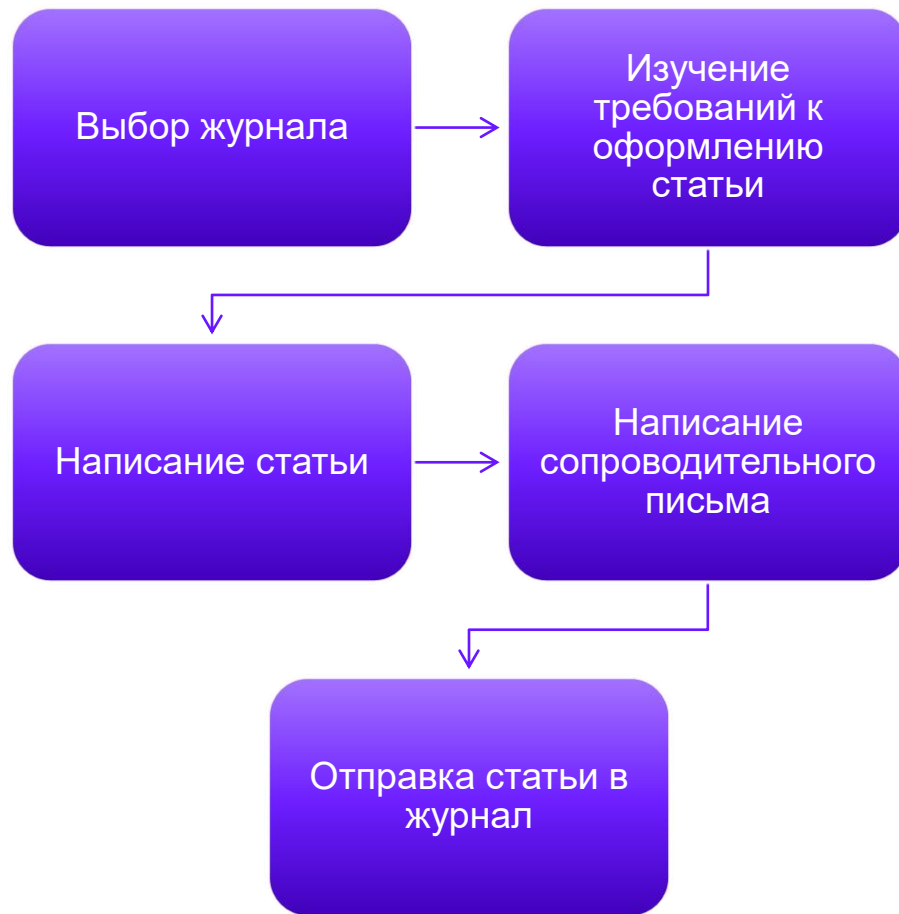 Выбор журнала
Изучение
требований к
оформлению
статьи
Написание статьи
Написание
сопроводительного
письма
Отправка статьи в
журнал